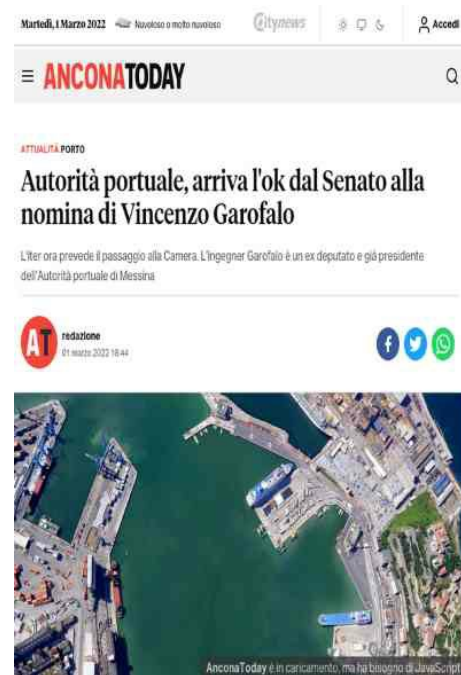 Martedì, 1 Marzo 2022 Nuvoloso o molto nuvoloso Citynews Accedi
ANCONATODAY
ATTUALITÀ PORTO
Autorità portuale, arriva l'ok dal Senato alla
nomina di Vincenzo Garofalo
L'iter ora prevede il passaggio alla Camera. L'ingegner Garofalo è un ex deputato e già presidente
dell'Autorità portuale di Messina
AT
redazione
01 marzo 2022 18:44
AnconaToday è in caricamento, ma ha bisogno di JavaScript